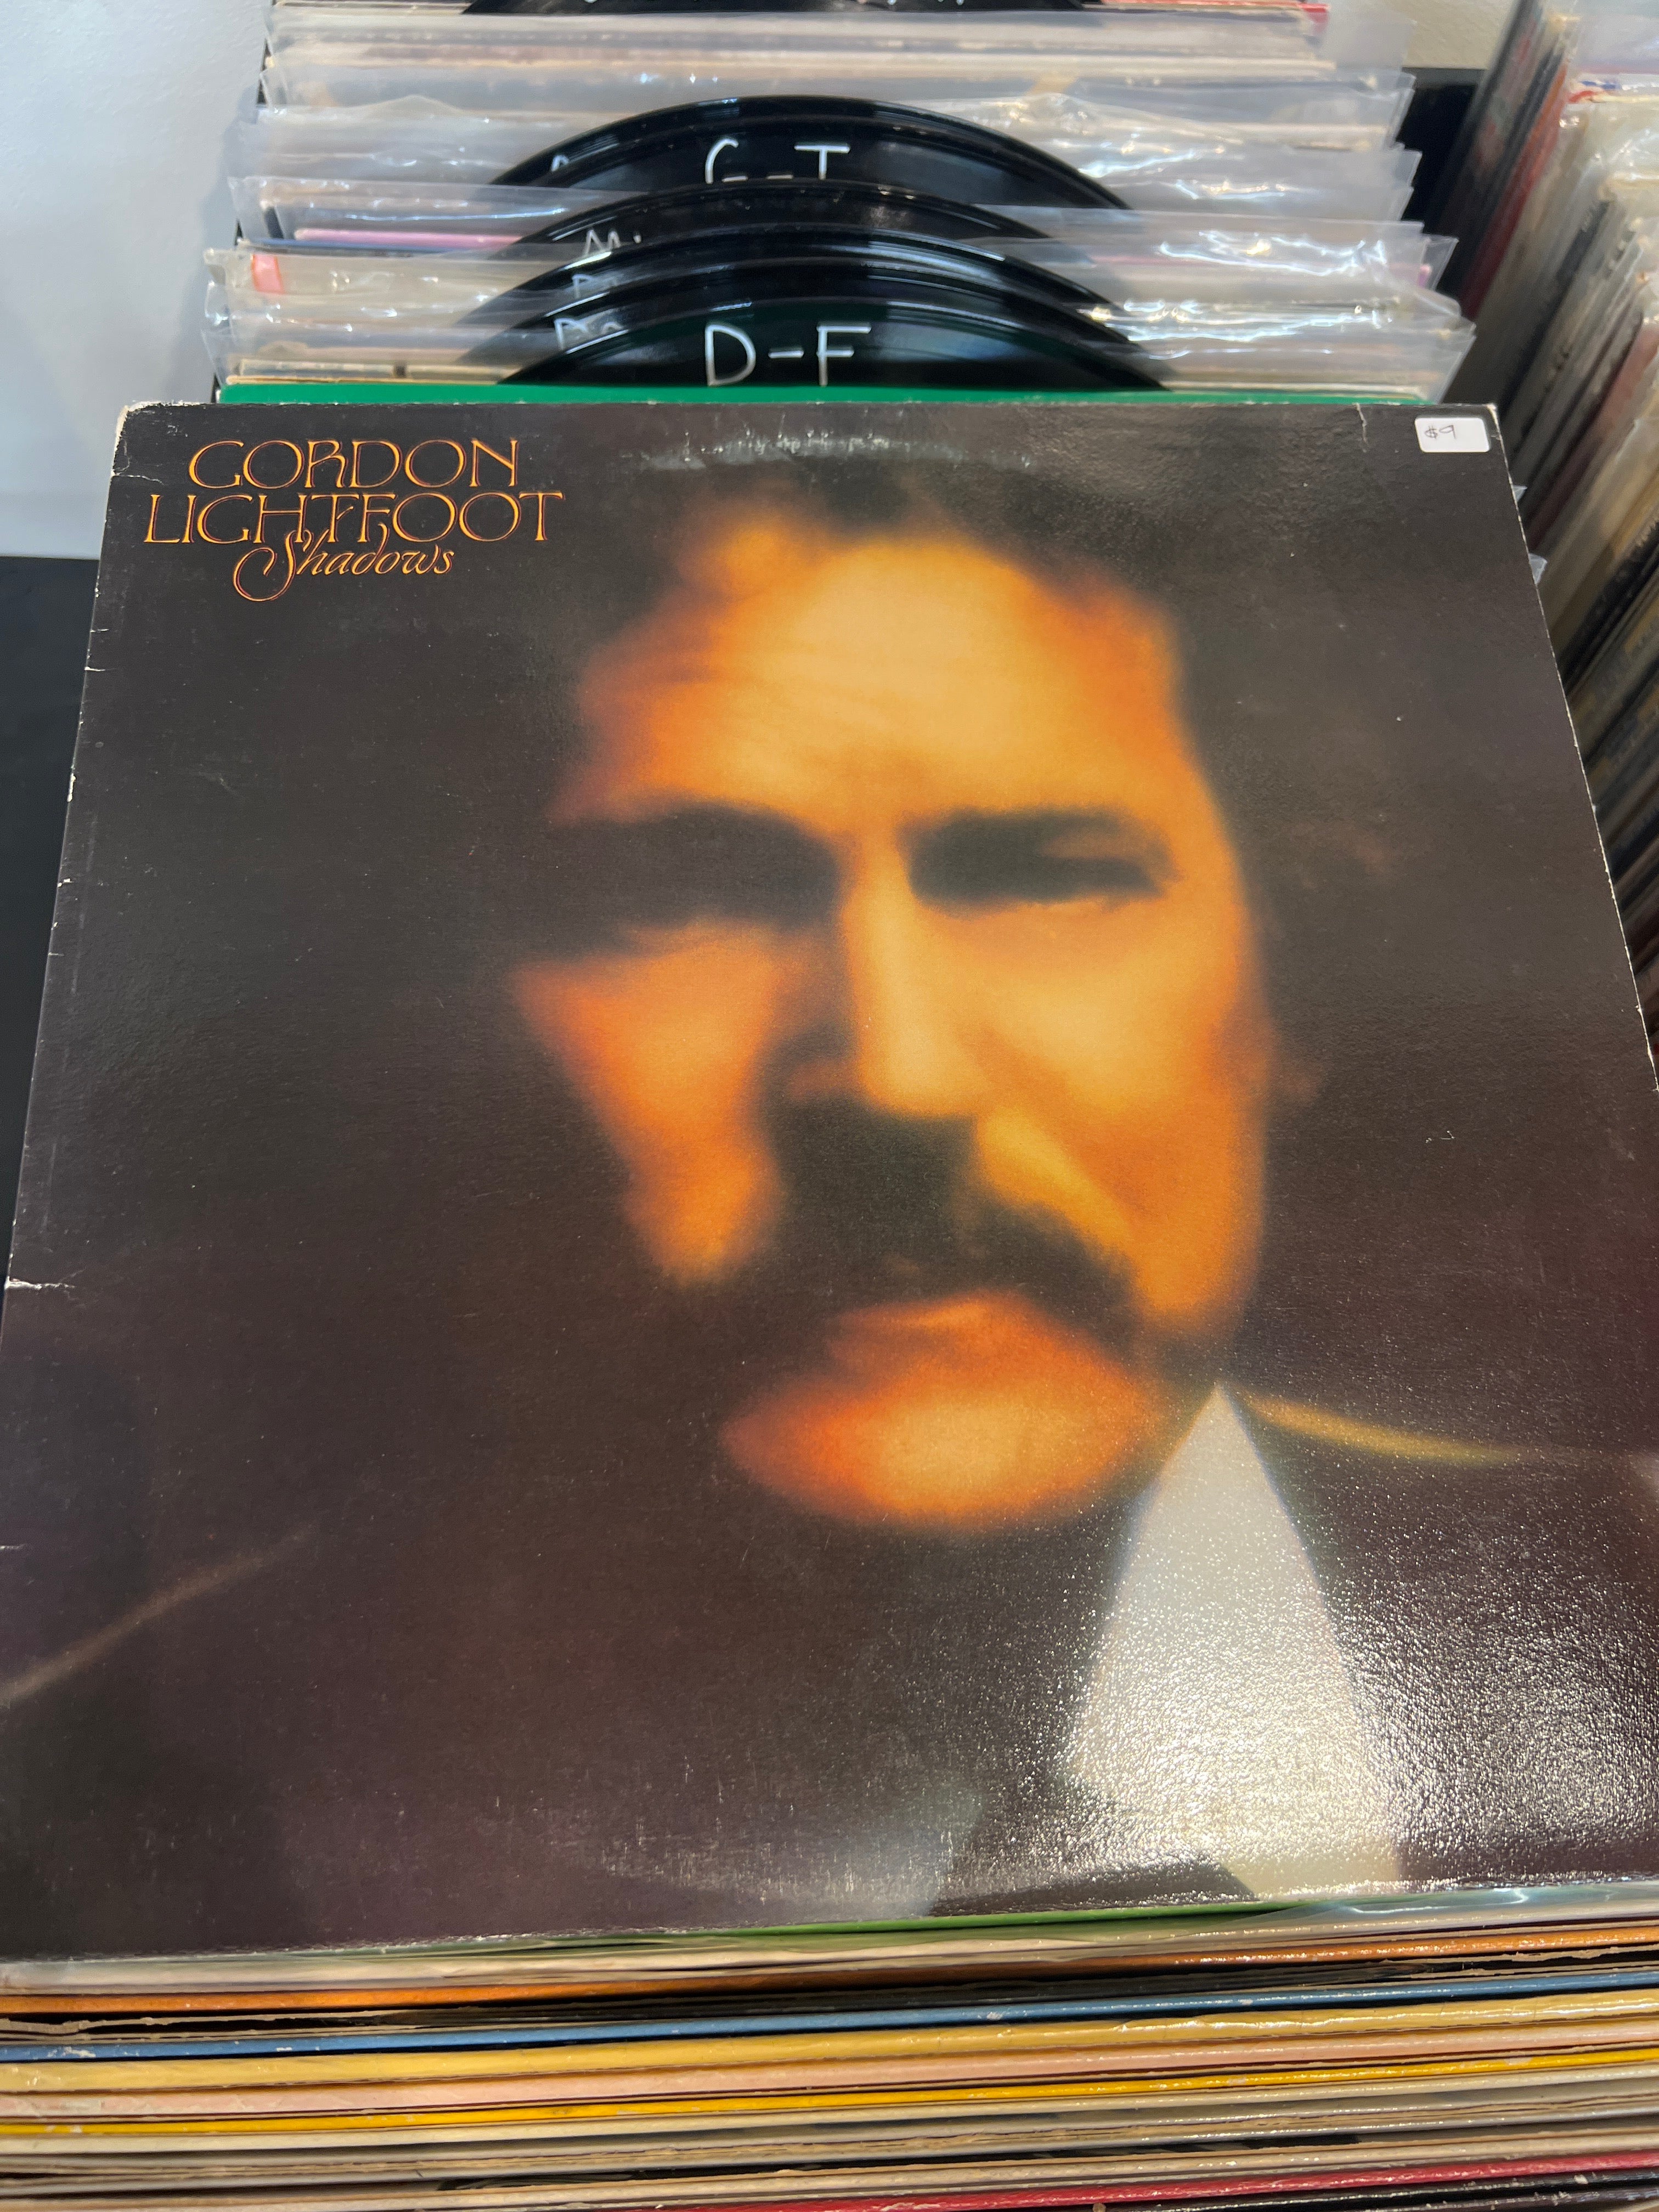 G-I
D-F
$9
GORDON
LIGHTFOOT
Shadows